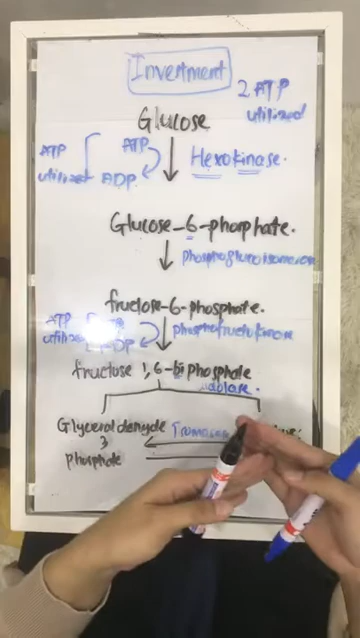 Investment
2 ATP
utilized
Glucose
ATP
utilized
ATP
ADP
Hexokinase.
Glucose-6-phosphate.
fructose-6-phosphate.
ATP
utilized
phosphofructokinase
fructose 1,6-biphosphate
Glyceraldehyde
3
phosphate